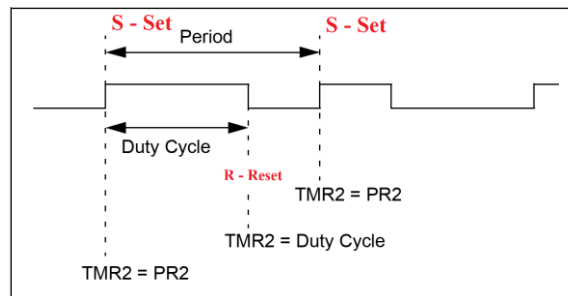 S - Set
S - Set
Period
Duty Cycle
R - Reset
TMR2 = PR2
TMR2 = Duty Cycle
TMR2 = PR2